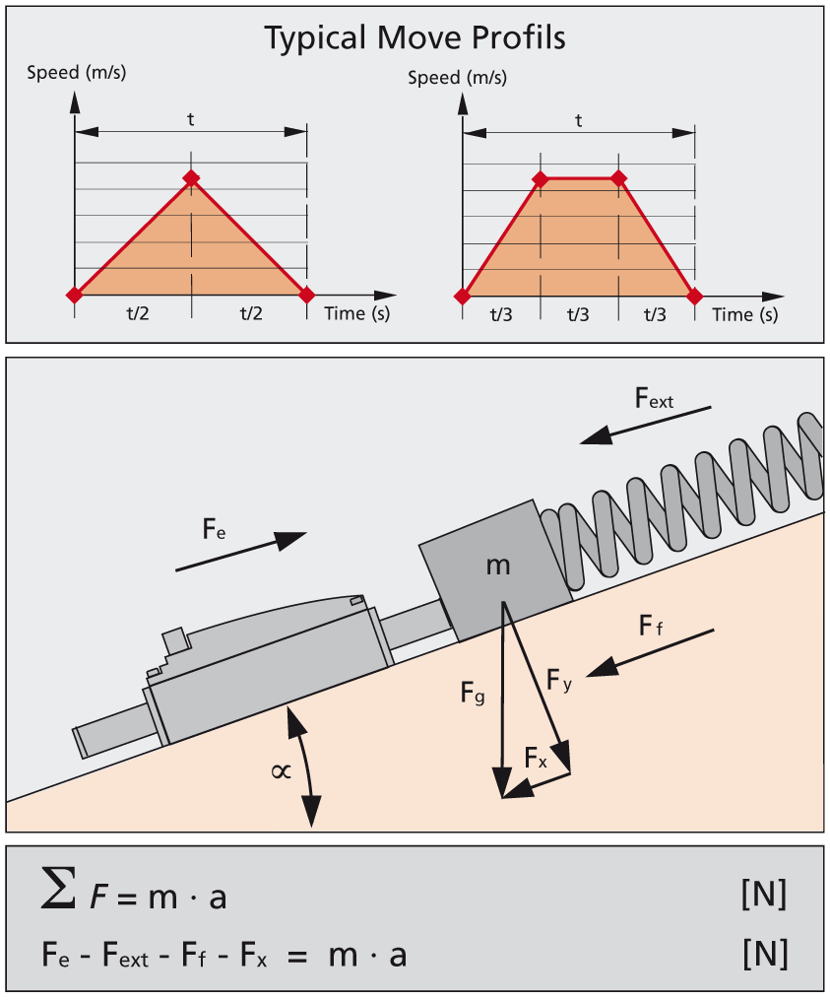 Typical Move Profils
Speed (m/s)
t
t/2
t/2
Time (s)
Speed (m/s)
t
t/3
t/3
t/3
Time (s)
Fext
Fe
m
Ff
Fg
Fy
Fx
∝
∑ F = m · a [N]
Fe - Fext - Ff - Fx = m · a [N]